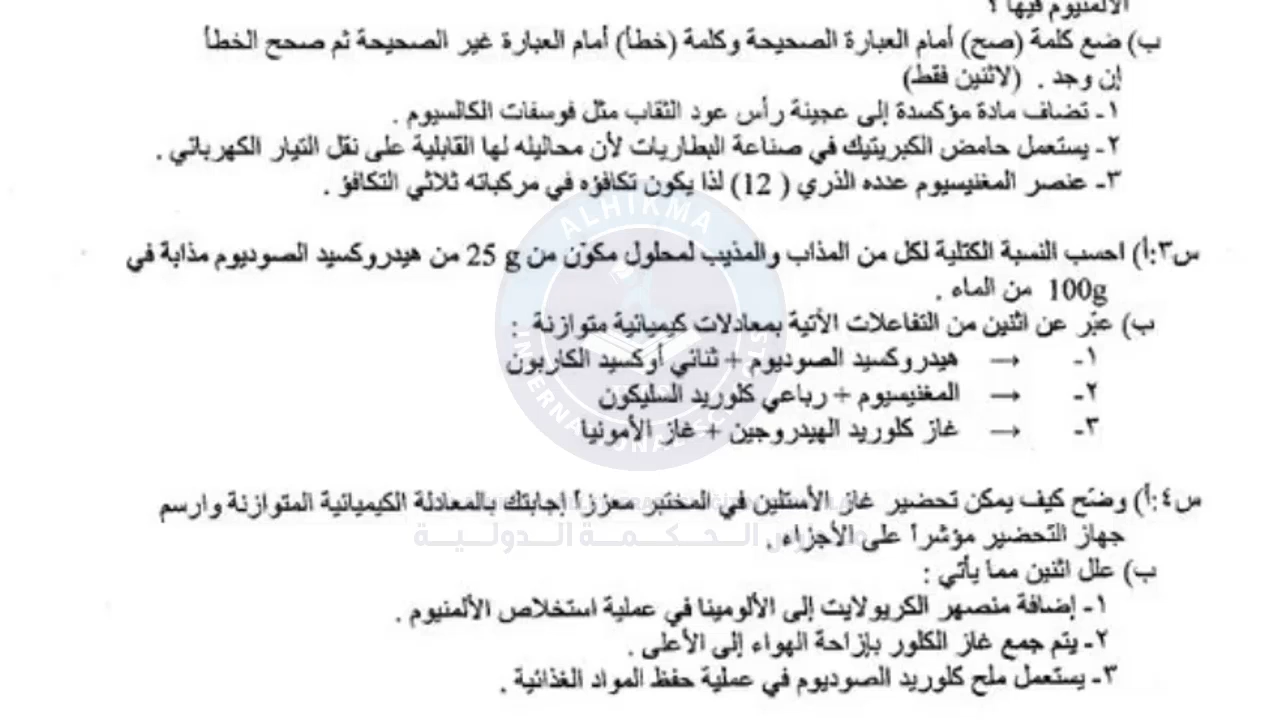 الألمنيوم فيها ؟
ب) ضع كلمة (صح) أمام العبارة الصحيحة وكلمة (خطأ) أمام العبارة غير الصحيحة ثم صحح الخطأ
إن وجد . (لاثنين فقط)
١- تضاف مادة مؤكسدة إلى عجينة رأس عود الثقاب مثل فوسفات الكالسيوم .
٢- يستعمل حامض الكبريتيك في صناعة البطاريات لأن محاليله لها القابلية على نقل التيار الكهربائي .
٣- عنصر المغنيسيوم عدده الذري ( 12) لذا يكون تكافؤه في مركباته ثلاثي التكافؤ .
س٣:أ) احسب النسبة الكتلية لكل من المذاب والمذيب لمحلول مكوّن من 25 g من هيدروكسيد الصوديوم مذابة في
100g من الماء .
ب) عبّر عن اثنين من التفاعلات الآتية بمعادلات كيميائية متوازنة :
١- → هيدروكسيد الصوديوم + ثنائي أوكسيد الكاربون
٢- → المغنيسيوم + رباعي كلوريد السليكون
٣- → غاز كلوريد الهيدروجين + غاز الأمونيا
س٤:أ) وضّح كيف يمكن تحضير غاز الأستلين في المختبر معززاً إجابتك بالمعادلة الكيميائية المتوازنة وارسم
جهاز التحضير مؤشراً على الأجزاء .
ب) علل اثنين مما يأتي :
١- إضافة منصهر الكريولايت إلى الألومينا في عملية استخلاص الألمنيوم .
٢- يتم جمع غاز الكلور بإزاحة الهواء إلى الأعلى .
٣- يستعمل ملح كلوريد الصوديوم في عملية حفظ المواد الغذائية .
ALHIKMA
INTERNATIONAL SCHOOLS
مدارس الحكمة الدولية